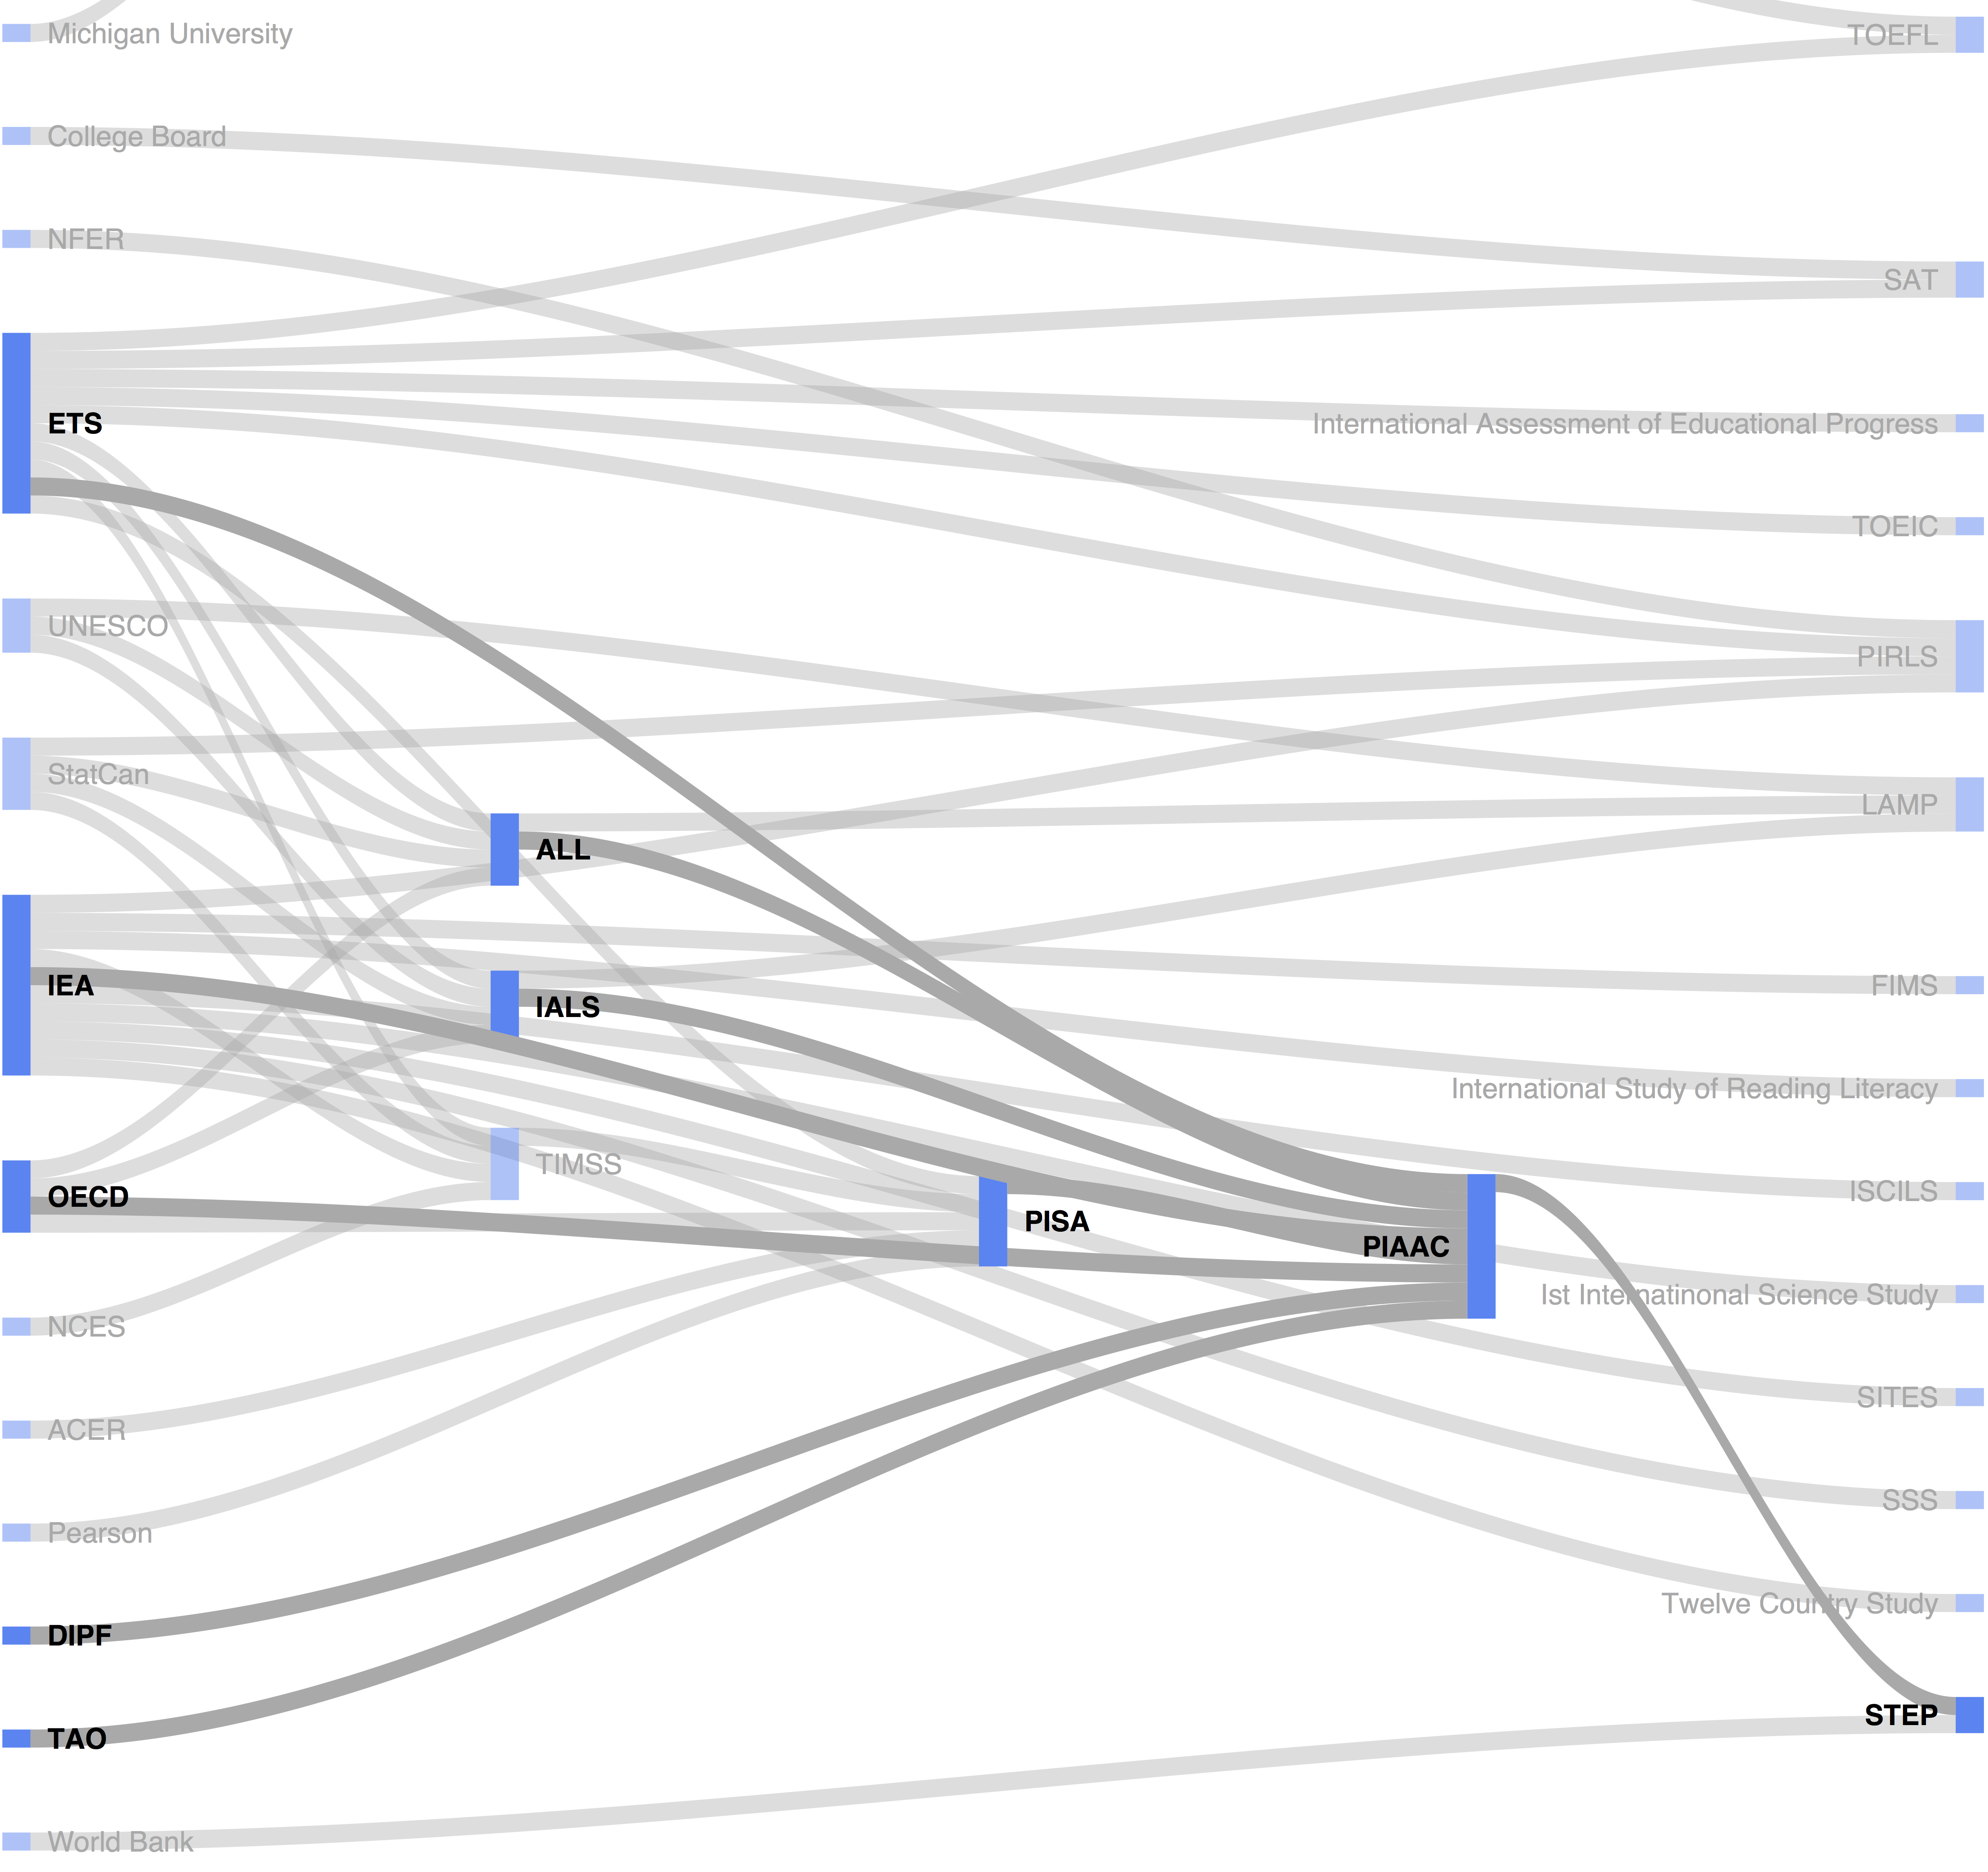 Michigan University
TOEFL
College Board
NFER
SAT
ETS
International Assessment of Educational Progress
TOEIC
UNESCO
PIRLS
StatCan
LAMP
ALL
IEA
FIMS
IALS
International Study of Reading Literacy
TIMSS
ISCILS
OECD
PISA
PIAAC
Ist Internatinonal Science Study
NCES
SITES
ACER
SSS
Pearson
Twelve Country Study
DIPF
STEP
TAO
World Bank